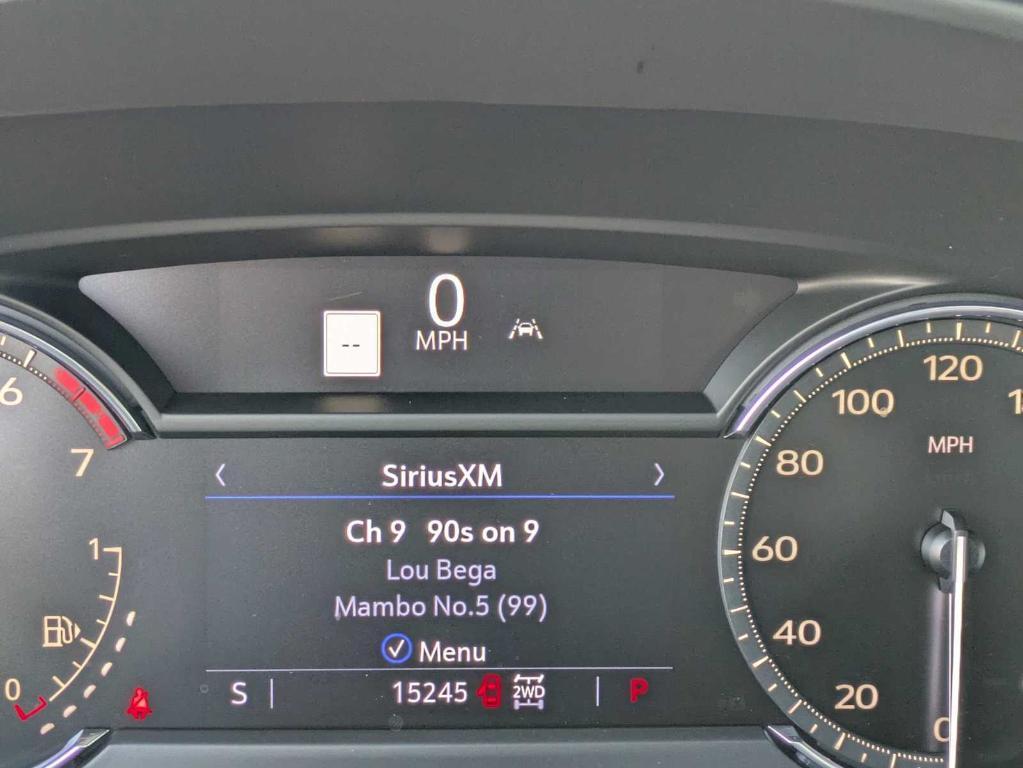 0
MPH
--
6
7
1
0
SiriusXM
Ch 9 90s on 9
Lou Bega
Mambo No.5 (99)
✓ Menu
S
15245
2WD
P
120
100
80
60
40
20
0
MPH